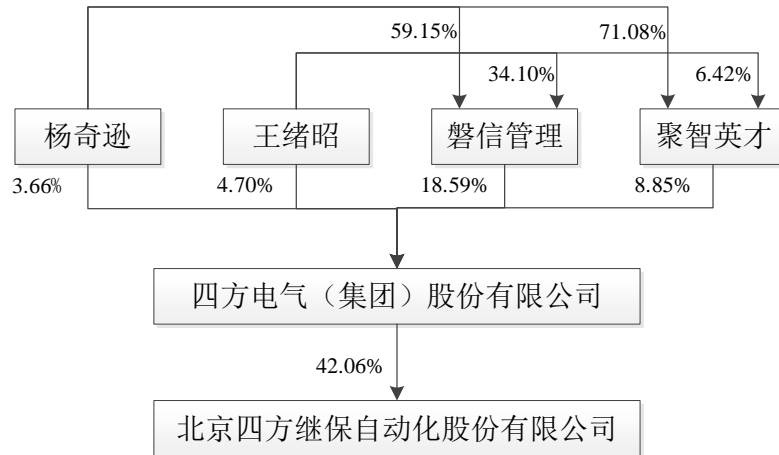 59.15% 71.08%
34.10% 6.42%
杨奇逊 王绪昭 磐信管理 聚智英才
3.66% 4.70% 18.59% 8.85%
四方电气（集团）股份有限公司
42.06%
北京四方继保自动化股份有限公司